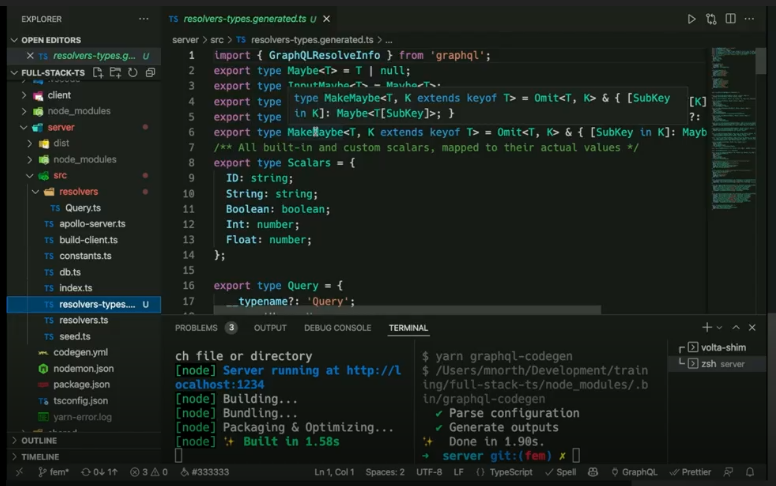 EXPLORER
OPEN EDITORS
TS resolvers-types.g... U
FULL-STACK-TS
client
node_modules
server
dist
node_modules
src
resolvers
TS Query.ts
TS apollo-server.ts
TS build-client.ts
TS constants.ts
TS db.ts
TS index.ts
TS resolvers-types.... U
TS resolvers.ts
TS seed.ts
codegen.yml
nodemon.json
package.json
tsconfig.json
yarn-error.log
OUTLINE
TIMELINE
TS resolvers-types.generated.ts U
server > src > TS resolvers-types.generated.ts > ...
1 import { GraphQLResolveInfo } from 'graphql';
2 export type Maybe<T> = T | null;
3 export type InputMaybe<T> = Maybe<T>;
4 export type [K]
5 export type ?:
type MakeMaybe<T, K extends keyof T> = Omit<T, K> & { [SubKey
in K]: Maybe<T[SubKey]>; }
6 export type MakeMaybe<T, K extends keyof T> = Omit<T, K> & { [SubKey in K]: Mayb
7 /** All built-in and custom scalars, mapped to their actual values */
8 export type Scalars = {
9 ID: string;
10 String: string;
11 Boolean: boolean;
12 Int: number;
13 Float: number;
14 };
15
16 export type Query = {
17 __typename?: 'Query';
PROBLEMS 3 OUTPUT DEBUG CONSOLE TERMINAL
ch file or directory
[node] Server running at http://l
ocalhost:1234
[node] Building...
[node] Bundling...
[node] Packaging & Optimizing...
[node] ✨ Built in 1.58s
$ yarn graphql-codegen
$ /Users/mnorth/Development/train
ing/full-stack-ts/node_modules/.b
in/graphql-codegen
✔ Parse configuration
✔ Generate outputs
✨ Done in 1.90s.
➜ server git:(fem) ✗
volta-shim
zsh server
fem* 0↓ 1↑ 3 0 #333333 Ln 1, Col 1 Spaces: 2 UTF-8 LF {} TypeScript Spell GraphQL Prettier